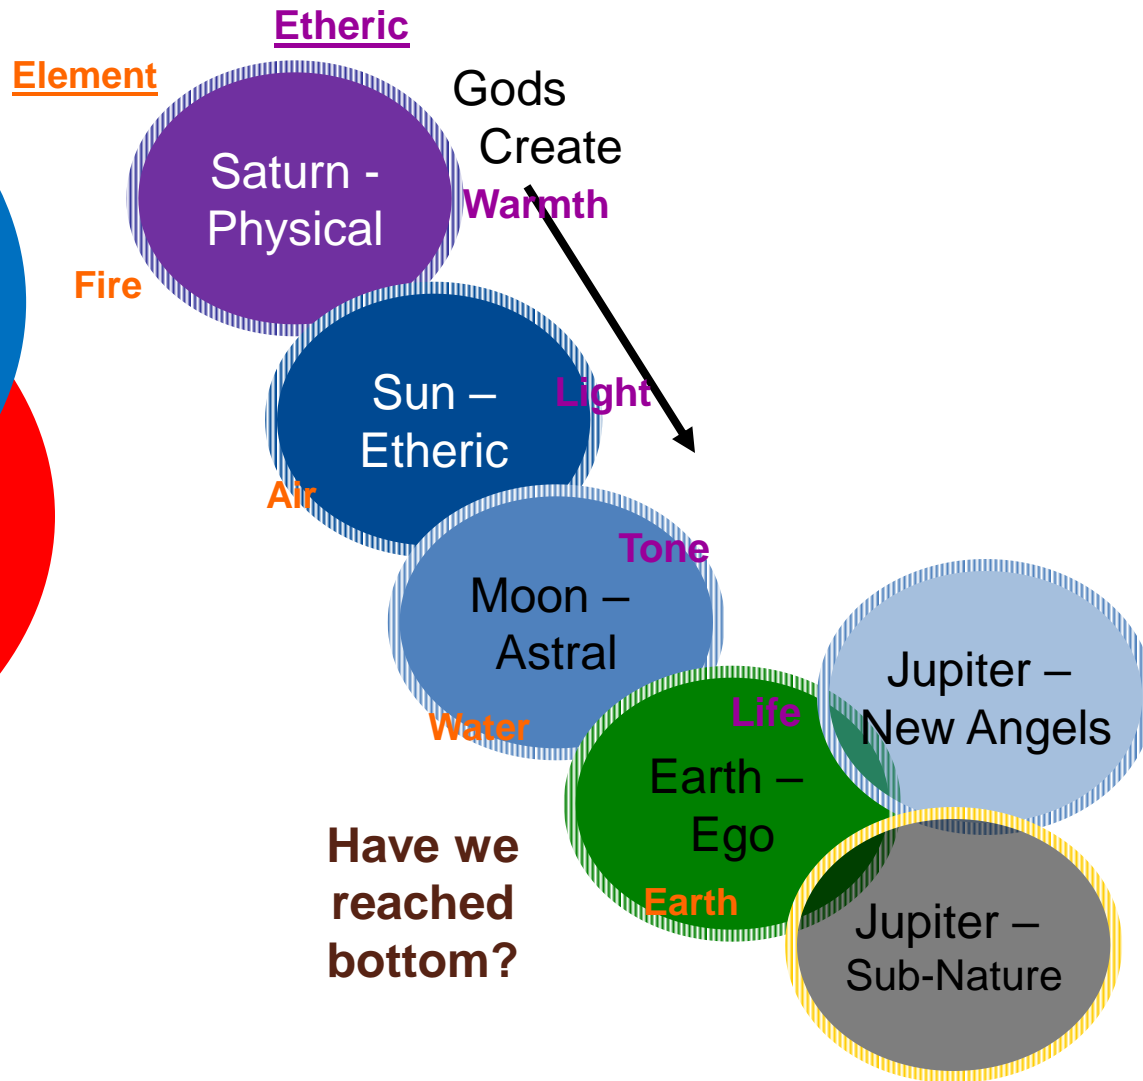 Etheric
Element
Gods
Create
Saturn -
Physical
Warmth
Fire
Sun –
Etheric
Light
Air
Tone
Moon –
Astral
Water
Life
Jupiter –
New Angels
Earth –
Ego
Earth
Have we
reached
bottom?
Jupiter –
Sub-Nature